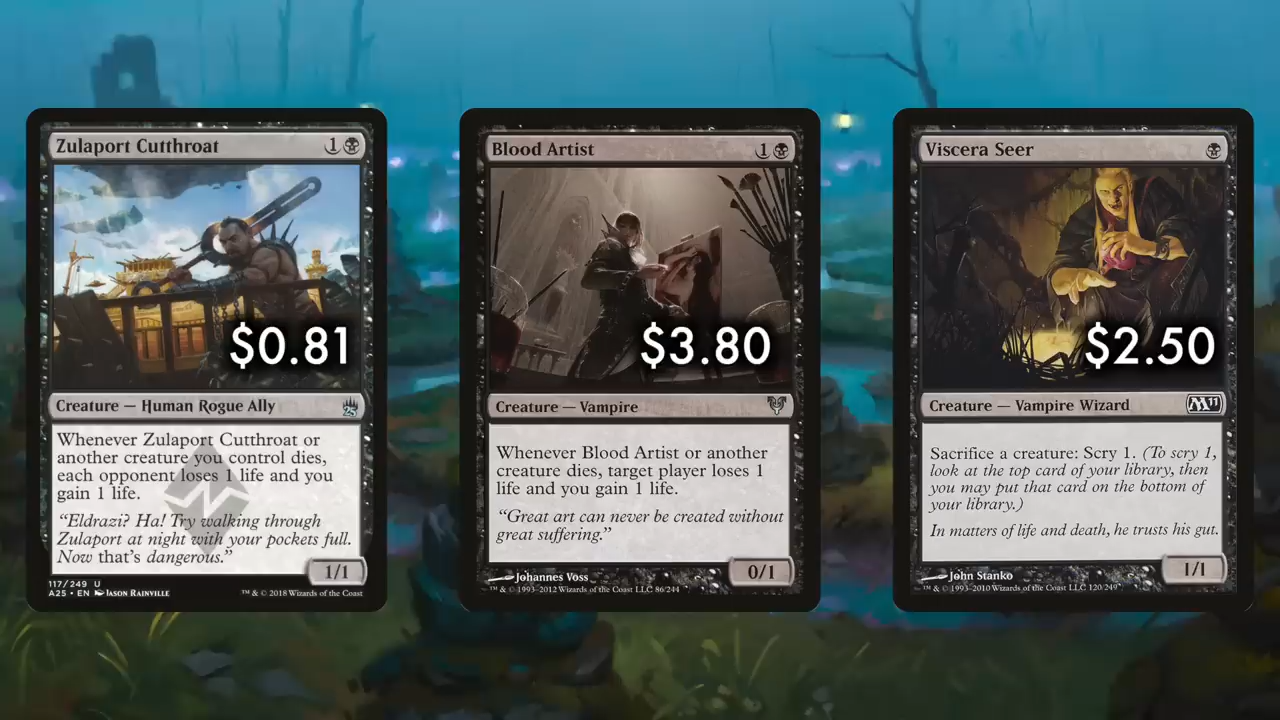 Zulaport Cutthroat 1
$0.81
Creature — Human Rogue Ally
25
Whenever Zulaport Cutthroat or
another creature you control dies,
each opponent loses 1 life and you
gain 1 life.
“Eldrazi? Ha! Try walking through
Zulaport at night with your pockets full.
Now that’s dangerous.”
1/1
117/249 U
A25 • EN Jason Rainville
™ & © 2018 Wizards of the Coast
Blood Artist 1
$3.80
Creature — Vampire
Whenever Blood Artist or another
creature dies, target player loses 1
life and you gain 1 life.
“Great art can never be created without
great suffering.”
Johannes Voss
0/1
™ & © 1993–2012 Wizards of the Coast LLC 86/244
Viscera Seer
$2.50
Creature — Vampire Wizard
M11
Sacrifice a creature: Scry 1. (To scry 1,
look at the top card of your library, then
you may put that card on the bottom of
your library.)
In matters of life and death, he trusts his gut.
John Stanko
1/1
™ & © 1993–2010 Wizards of the Coast LLC 120/249